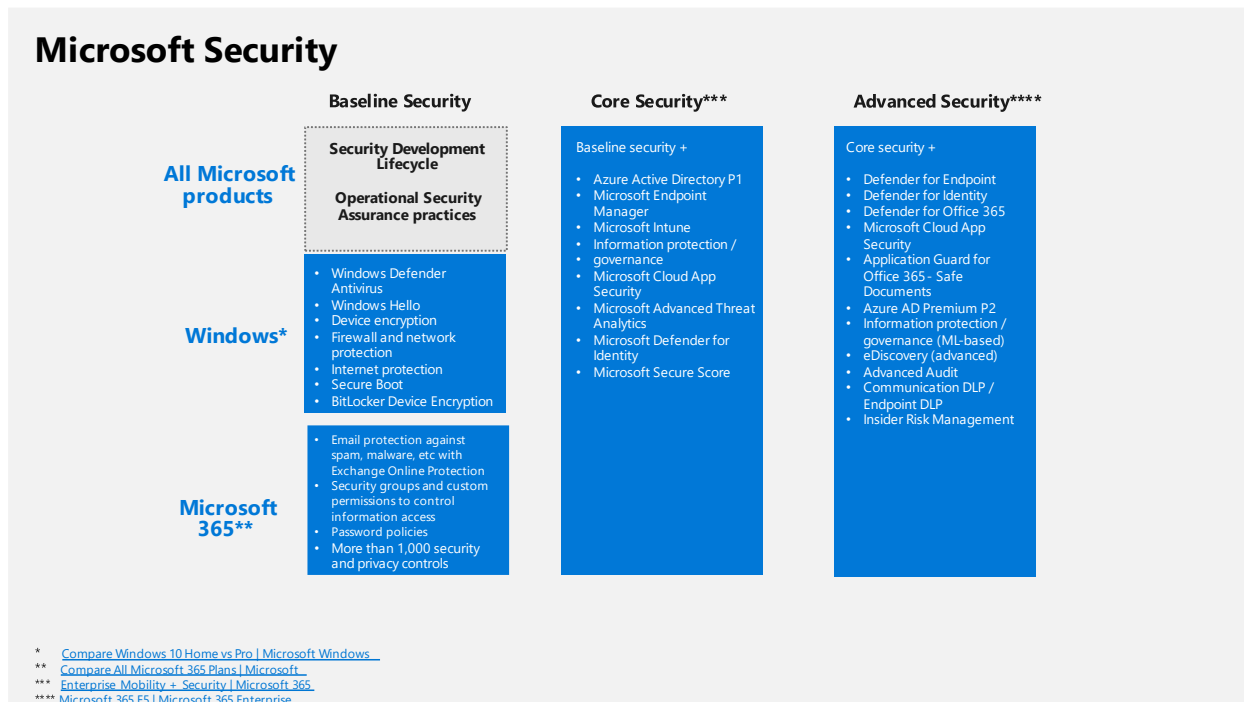 Microsoft Security
Baseline Security
Core Security***
Advanced Security****
All Microsoft
products
Security Development
Lifecycle
Operational Security
Assurance practices
Windows*
• Windows Defender
Antivirus
• Windows Hello
• Device encryption
• Firewall and network
protection
• Internet protection
• Secure Boot
• BitLocker Device Encryption
Microsoft
365**
• Email protection against
spam, malware, etc with
Exchange Online Protection
• Security groups and custom
permissions to control
information access
• Password policies
• More than 1,000 security
and privacy controls
Baseline security +
• Azure Active Directory P1
• Microsoft Endpoint
Manager
• Microsoft Intune
• Information protection /
• governance
• Microsoft Cloud App
Security
• Microsoft Advanced Threat
Analytics
• Microsoft Defender for
Identity
• Microsoft Secure Score
Core security +
• Defender for Endpoint
• Defender for Identity
• Defender for Office 365
• Microsoft Cloud App
Security
• Application Guard for
Office 365- Safe
Documents
• Azure AD Premium P2
• Information protection /
governance (ML-based)
• eDiscovery (advanced)
• Advanced Audit
• Communication DLP /
Endpoint DLP
• Insider Risk Management
* Compare Windows 10 Home vs Pro | Microsoft Windows
** Compare All Microsoft 365 Plans | Microsoft
*** Enterprise Mobility + Security | Microsoft 365
**** Microsoft 365 E5 | Microsoft 365 Enterprise